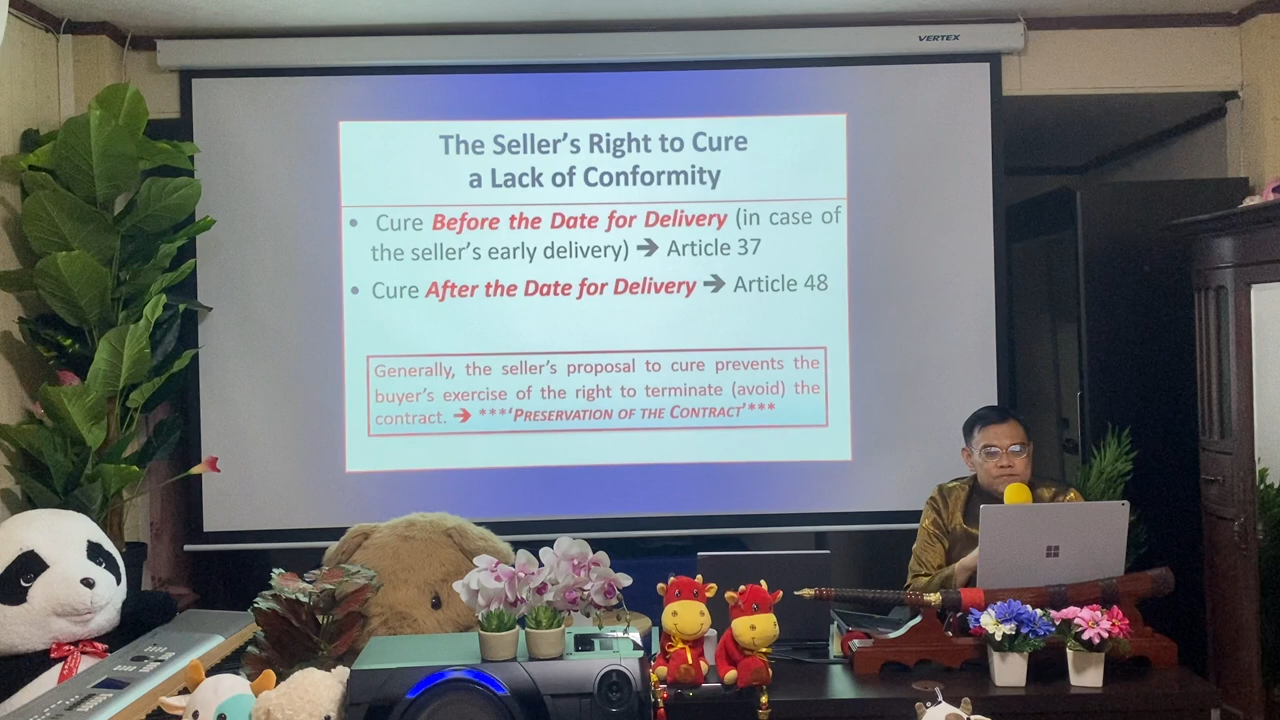 VERTEX
The Seller's Right to Cure
a Lack of Conformity
• Cure Before the Date for Delivery (in case of
the seller's early delivery) ➔ Article 37
• Cure After the Date for Delivery ➔ Article 48
Generally, the seller's proposal to cure prevents the
buyer's exercise of the right to terminate (avoid) the
contract. ➔ ***'PRESERVATION OF THE CONTRACT'***